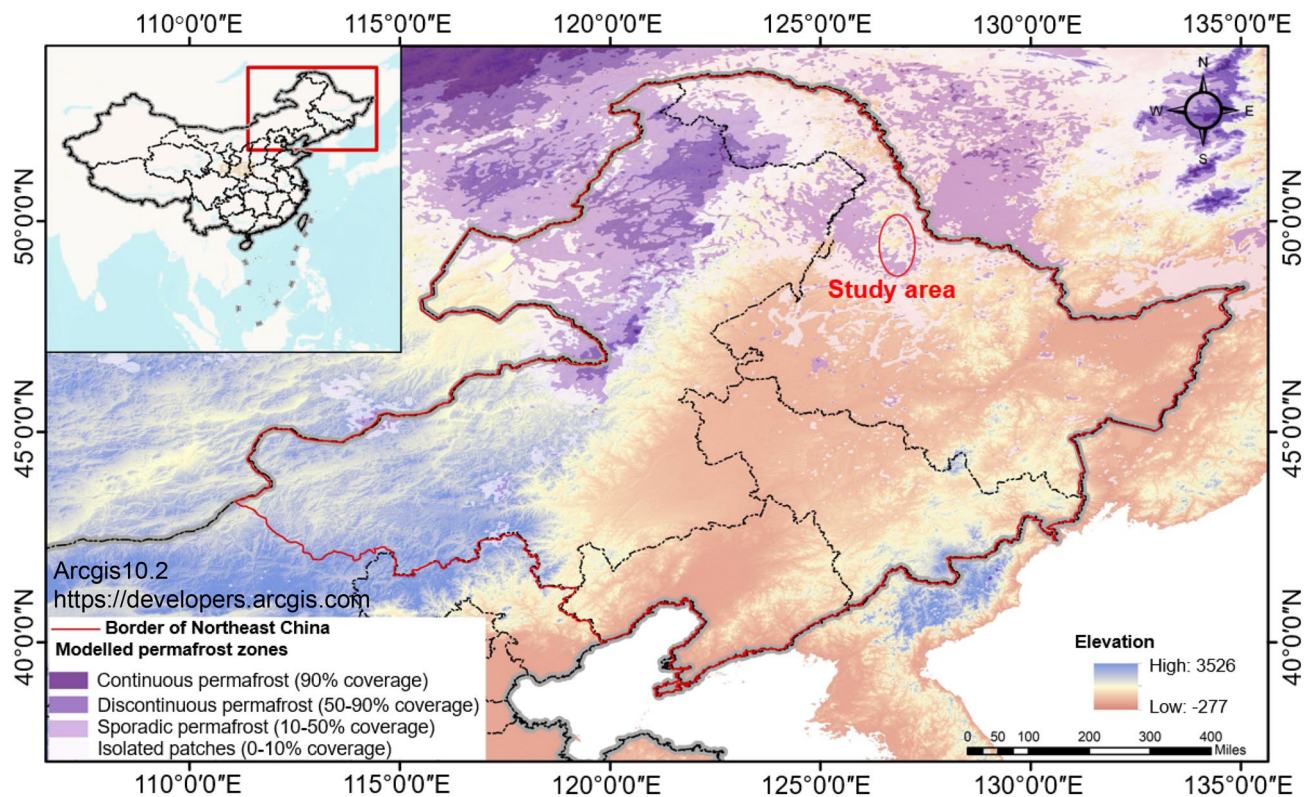 110°0′0″E 115°0′0″E 120°0′0″E 125°0′0″E 130°0′0″E 135°0′0″E
N
W E
S
50°0′0″N 50°0′0″N
Study area
45°0′0″N 45°0′0″N
Arcgis10.2
https://developers.arcgis.com
40°0′0″N 40°0′0″N
Border of Northeast China
Modelled permafrost zones
Continuous permafrost (90% coverage)
Discontinuous permafrost (50-90% coverage)
Sporadic permafrost (10-50% coverage)
Isolated patches (0-10% coverage)
Elevation
High: 3526
Low: -277
0 50 100 200 300 400
Miles
110°0′0″E 115°0′0″E 120°0′0″E 125°0′0″E 130°0′0″E 135°0′0″E